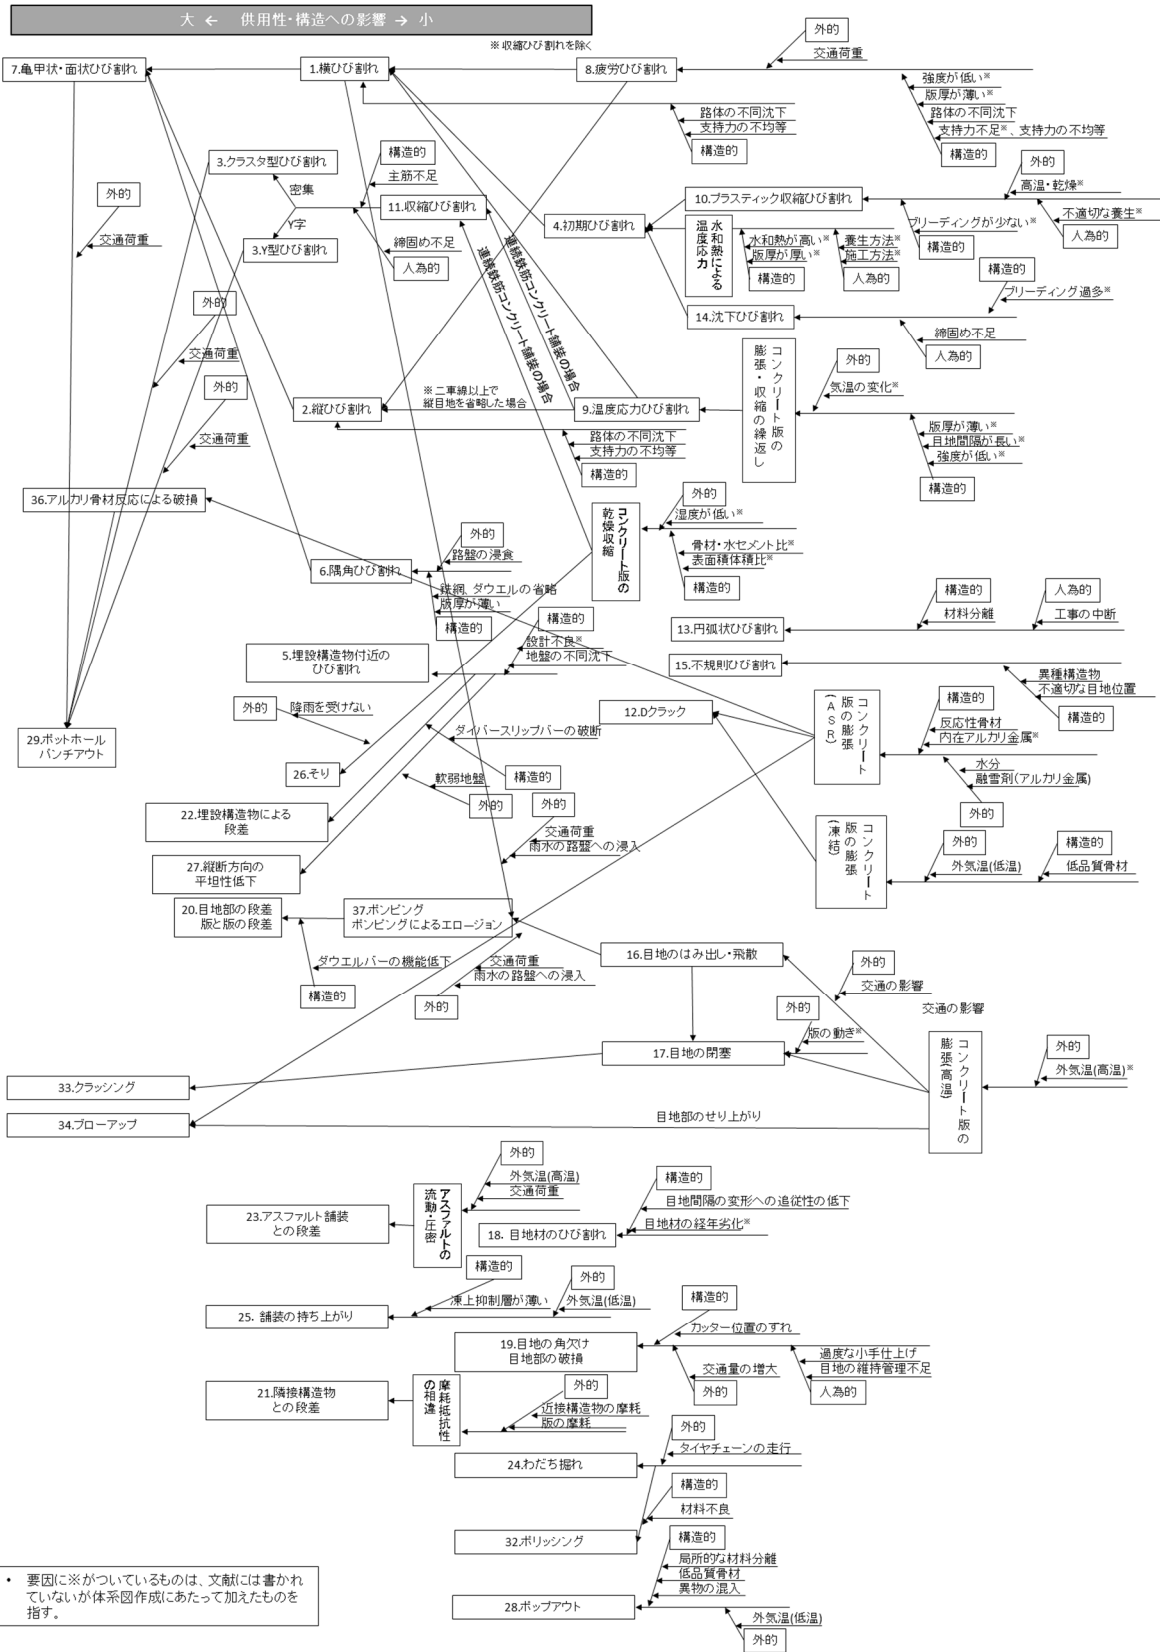 大 ← 供用性・構造への影響 → 小
※収縮ひび割れを除く
外的
交通荷重
7.亀甲状・面状ひび割れ
1.横ひび割れ
8.疲労ひび割れ
強度が低い※
版厚が薄い※
路体の不同沈下
支持力不足※、支持力の不均等
構造的
路体の不同沈下
支持力の不均等
構造的
3.クラスタ型ひび割れ
密集
Y字
3.Y型ひび割れ
構造的
主筋不足
11.収縮ひび割れ
締固め不足
人為的
外的
交通荷重
外的
高温・乾燥※
10.プラスティック収縮ひび割れ
不適切な養生※
人為的
ブリーディングが少ない※
構造的
4.初期ひび割れ
水和熱による
温度応力
水和熱が高い※
版厚が厚い※
構造的
養生方法※
施工方法※
人為的
構造的
ブリーディング過多※
14.沈下ひび割れ
締固め不足
人為的
連続鉄筋コンクリート舗装の場合
連続鉄筋コンクリート舗装の場合
外的
交通荷重
外的
交通荷重
2.縦ひび割れ
※二車線以上で
縦目地を省略した場合
9.温度応力ひび割れ
コンクリート版の
膨張・収縮の繰返し
外的
気温の変化※
版厚が薄い※
目地間隔が長い※
強度が低い※
構造的
路体の不同沈下
支持力の不均等
構造的
36.アルカリ骨材反応による破損
コンクリート版の
乾燥収縮
外的
湿度が低い※
骨材・水セメント比※
表面積体積比※
構造的
外的
路盤の浸食
6.隅角ひび割れ
鉄網、ダウエルの省略
版厚が薄い
構造的
構造的
材料分離
人為的
工事の中断
13.円弧状ひび割れ
構造的
設計不良※
地盤の不同沈下
5.埋設構造物付近の
ひび割れ
15.不規則ひび割れ
異種構造物
不適切な目地位置
構造的
外的
降雨を受けない
12.Dクラック
コンクリート
版の膨張
(ASR)
構造的
反応性骨材
内在アルカリ金属※
水分
融雪剤(アルカリ金属)
外的
29.ポットホール
パンチアウト
ダイバースリップバーの破断
構造的
26.そり
軟弱地盤
外的
22.埋設構造物による
段差
外的
交通荷重
雨水の路盤への浸入
コンクリート
版の膨張
(凍結)
外的
外気温(低温)
構造的
低品質骨材
27.縦断方向の
平坦性低下
20.目地部の段差
版と版の段差
37.ポンピング
ポンピングによるエロージョン
ダウエルバーの機能低下
構造的
交通荷重
雨水の路盤への浸入
外的
16.目地のはみ出し・飛散
外的
交通の影響
交通の影響
外的
版の動き※
17.目地の閉塞
コンクリート版の
膨張(高温)
外的
外気温(高温)※
33.クラッシング
34.ブローアップ
目地部のせり上がり
外的
外気温(高温)
交通荷重
アスファルトの
流動・圧密
23.アスファルト舗装
との段差
構造的
目地間隔の変形への追従性の低下
目地材の経年劣化※
18. 目地材のひび割れ
構造的
凍上抑制層が薄い
外的
外気温(低温)
25. 舗装の持ち上がり
構造的
カッター位置のずれ
19.目地の角欠け
目地部の破損
交通量の増大
外的
過度な小手仕上げ
目地の維持管理不足
人為的
21.隣接構造物
との段差
摩耗抵抗性
の相違
外的
近接構造物の摩耗
版の摩耗
外的
タイヤチェーンの走行
24.わだち掘れ
構造的
材料不良
32.ポリッシング
構造的
局所的な材料分離
低品質骨材
異物の混入
28.ポップアウト
外気温(低温)
外的
• 要因に※がついているものは、文献には書かれ
ていないが体系図作成にあたって加えたものを
指す。